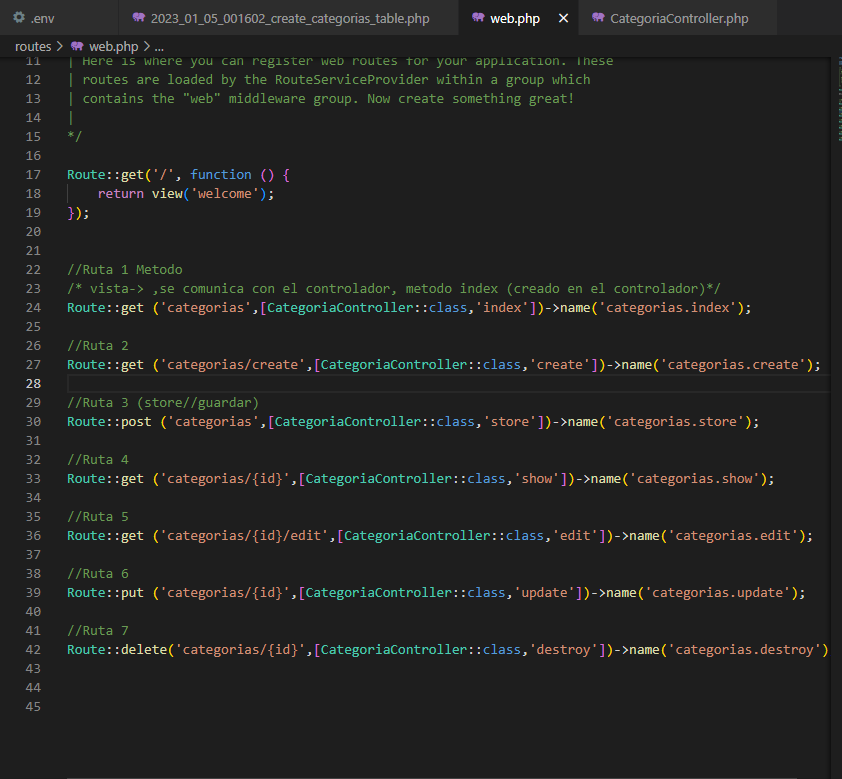 .env
2023_01_05_001602_create_categorias_table.php
web.php
CategoriaController.php
routes > web.php > ...
11 | Here is where you can register web routes for your application. These
12 | routes are loaded by the RouteServiceProvider within a group which
13 | contains the "web" middleware group. Now create something great!
14 |
15 */
16
17 Route::get('/', function () {
18     return view('welcome');
19 });
20
21
22 //Ruta 1 Metodo
23 /* vista-> ,se comunica con el controlador, metodo index (creado en el controlador)*/
24 Route::get ('categorias',[CategoriaController::class,'index'])->name('categorias.index');
25
26 //Ruta 2
27 Route::get ('categorias/create',[CategoriaController::class,'create'])->name('categorias.create');
28
29 //Ruta 3 (store//guardar)
30 Route::post ('categorias',[CategoriaController::class,'store'])->name('categorias.store');
31
32 //Ruta 4
33 Route::get ('categorias/{id}',[CategoriaController::class,'show'])->name('categorias.show');
34
35 //Ruta 5
36 Route::get ('categorias/{id}/edit',[CategoriaController::class,'edit'])->name('categorias.edit');
37
38 //Ruta 6
39 Route::put ('categorias/{id}',[CategoriaController::class,'update'])->name('categorias.update');
40
41 //Ruta 7
42 Route::delete('categorias/{id}',[CategoriaController::class,'destroy'])->name('categorias.destroy')
43
44
45